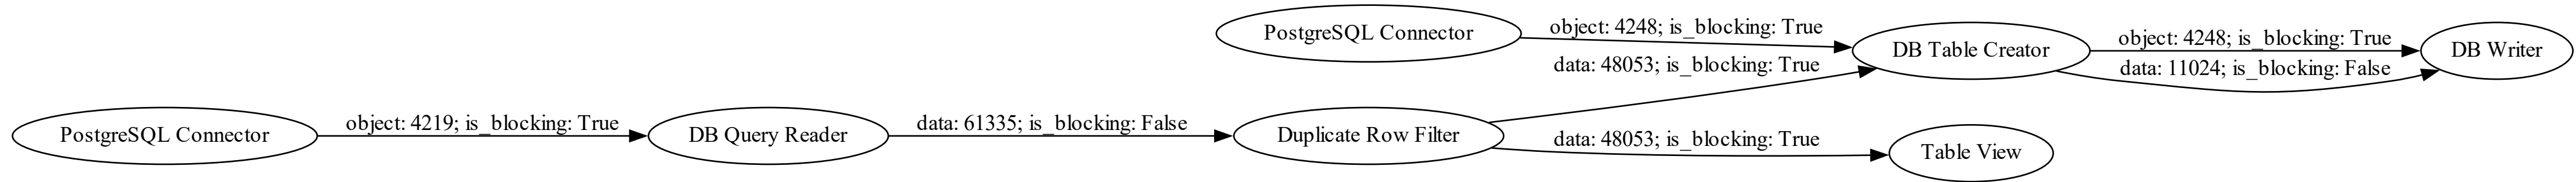 PostgreSQL Connector
object: 4248; is_blocking: True
DB Table Creator
object: 4248; is_blocking: True
DB Writer
data: 48053; is_blocking: True
data: 11024; is_blocking: False
PostgreSQL Connector
object: 4219; is_blocking: True
DB Query Reader
data: 61335; is_blocking: False
Duplicate Row Filter
data: 48053; is_blocking: True
Table View